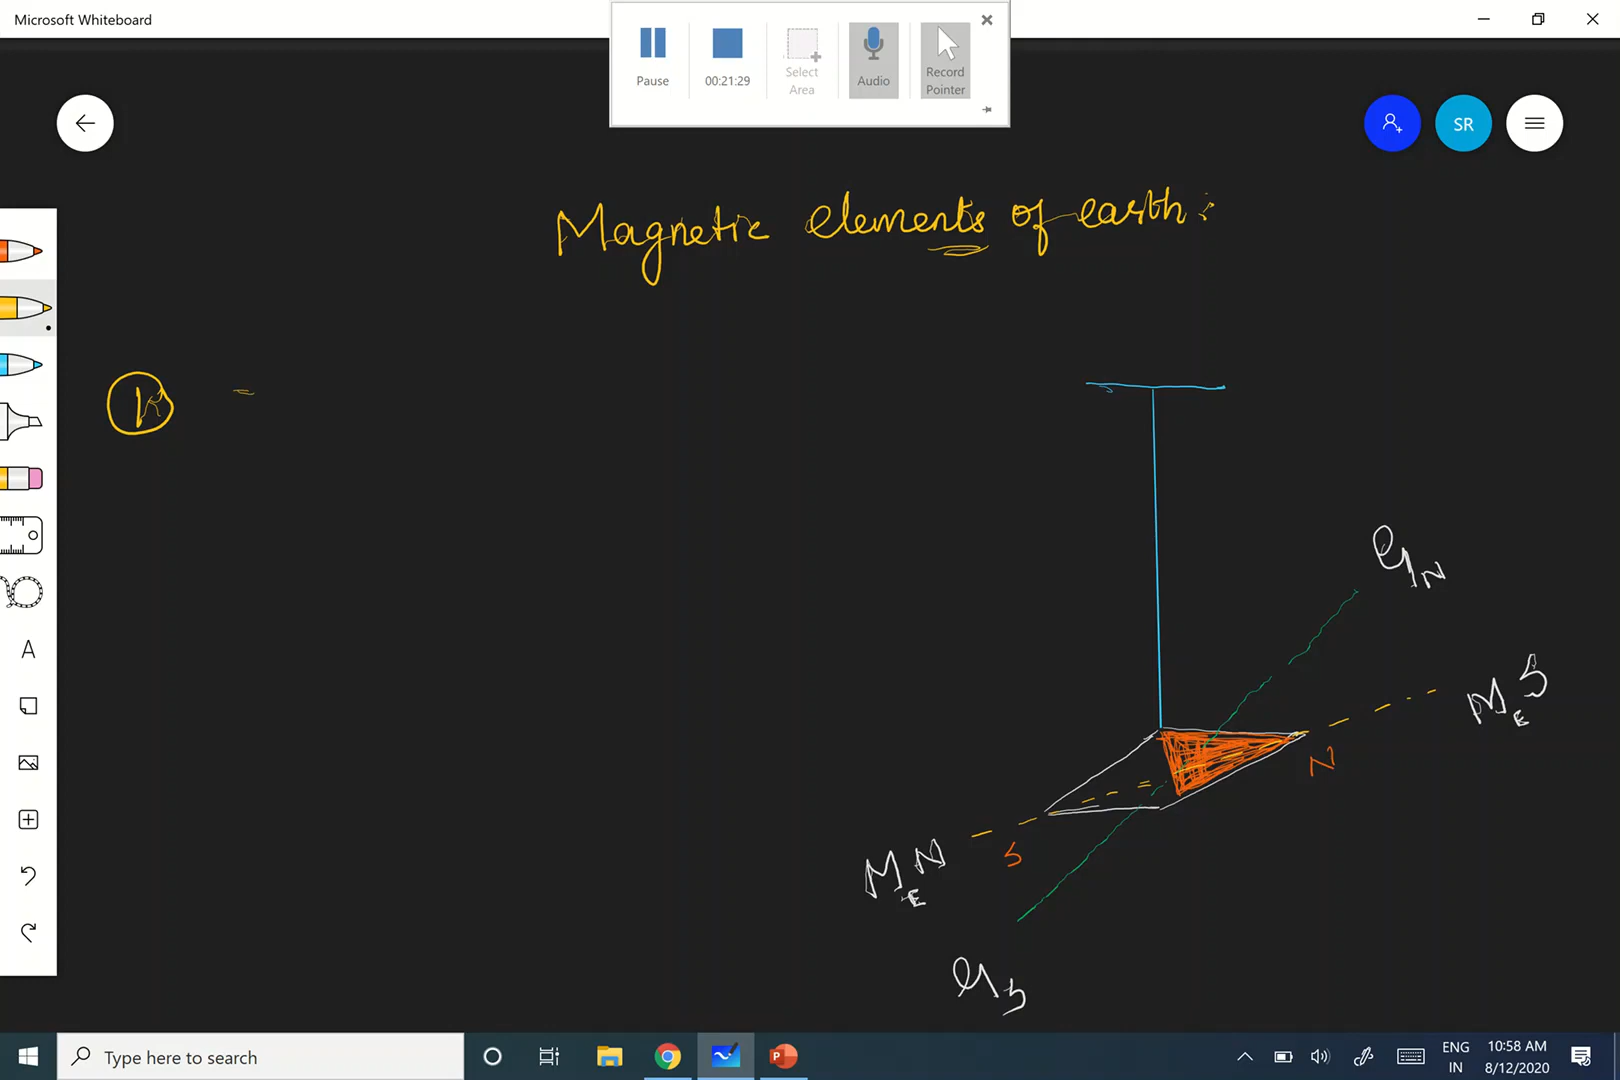 Microsoft Whiteboard
Pause
00:21:29
Select
Area
Audio
Record
Pointer
SR
Magnetic elements of earth:
1
=
G N
M E S
N
S
M E N
G S
A
Type here to search
ENG
IN
10:58 AM
8/12/2020